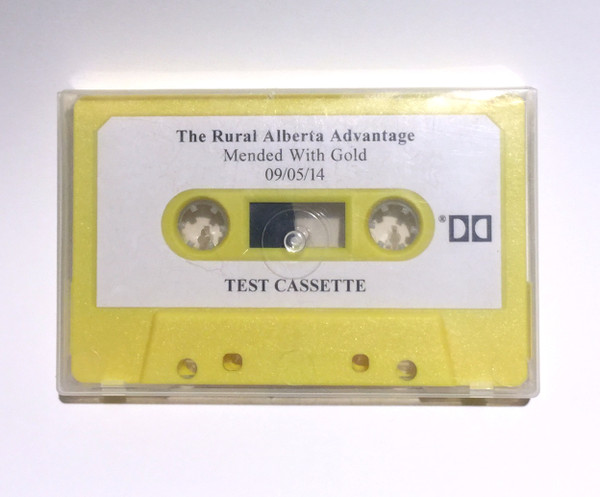 The Rural Alberta Advantage
Mended With Gold
09/05/14
®
TEST CASSETTE